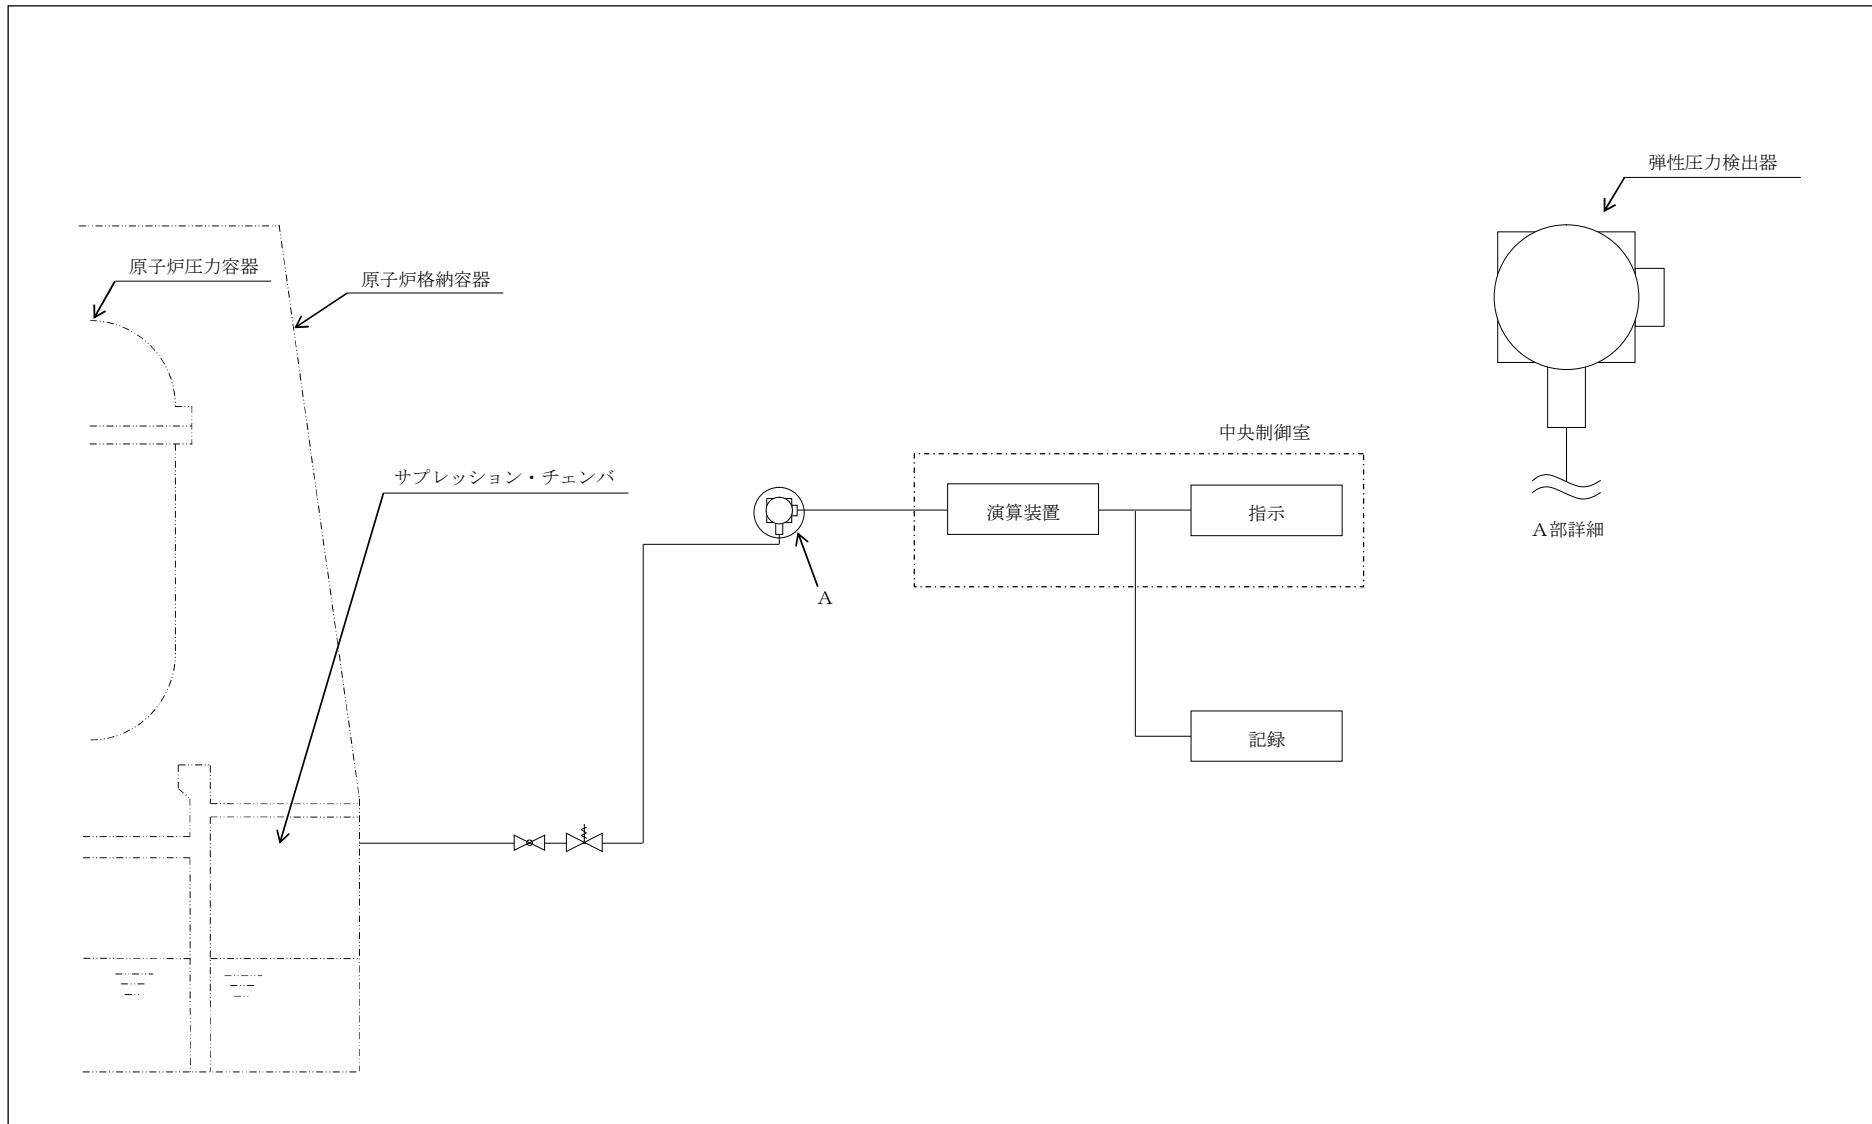 弾性圧力検出器
原子炉圧力容器
原子炉格納容器
中央制御室
サプレッション・チェンバ
演算装置
指示
A部詳細
A
記録